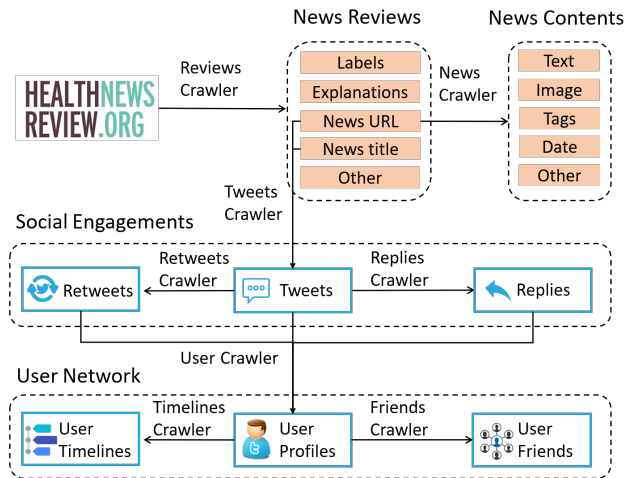 News Reviews
News Contents
Reviews
Crawler
HEALTHNEWS
REVIEW.ORG
Labels
Explanations
News URL
News title
Other
News
Crawler
Text
Image
Tags
Date
Other
Tweets
Crawler
Social Engagements
Retweets
Crawler
Replies
Crawler
Retweets
Tweets
Replies
User Crawler
User Network
Timelines
Crawler
Friends
Crawler
User
Timelines
User
Profiles
User
Friends